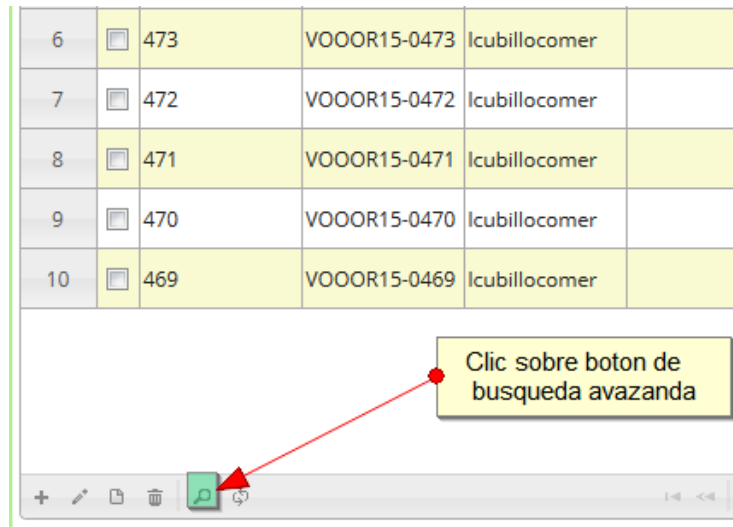 6 473 VOOOR15-0473 lcubillocomer
7 472 VOOOR15-0472 lcubillocomer
8 471 VOOOR15-0471 lcubillocomer
9 470 VOOOR15-0470 lcubillocomer
10 469 VOOOR15-0469 lcubillocomer
Clic sobre boton de
busqueda avazanda